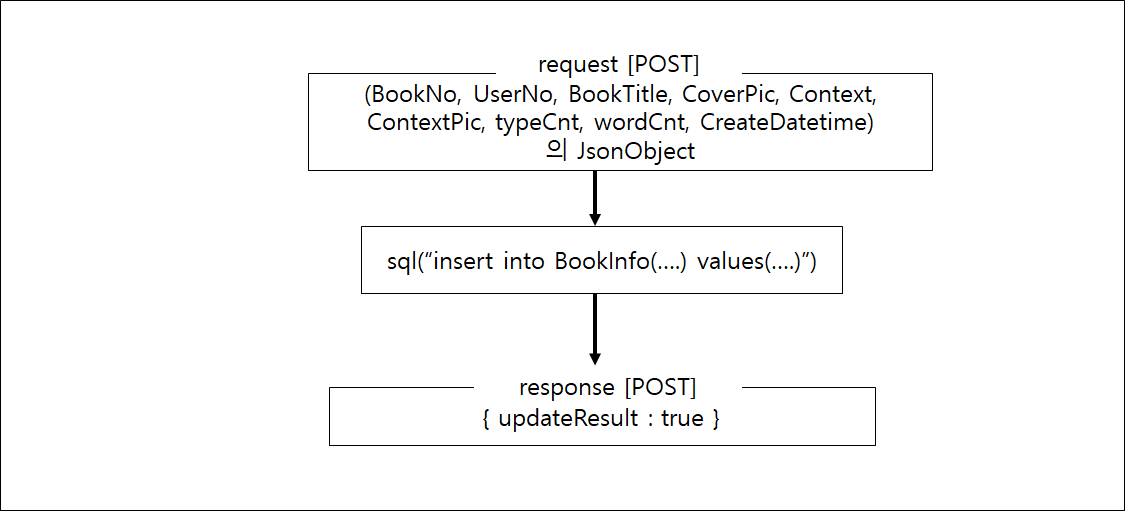 request [POST]
(BookNo, UserNo, BookTitle, CoverPic, Context,
ContextPic, typeCnt, wordCnt, CreateDatetime)
의 JsonObject
sql(“insert into BookInfo(....) values(....)”)
response [POST]
{ updateResult : true }